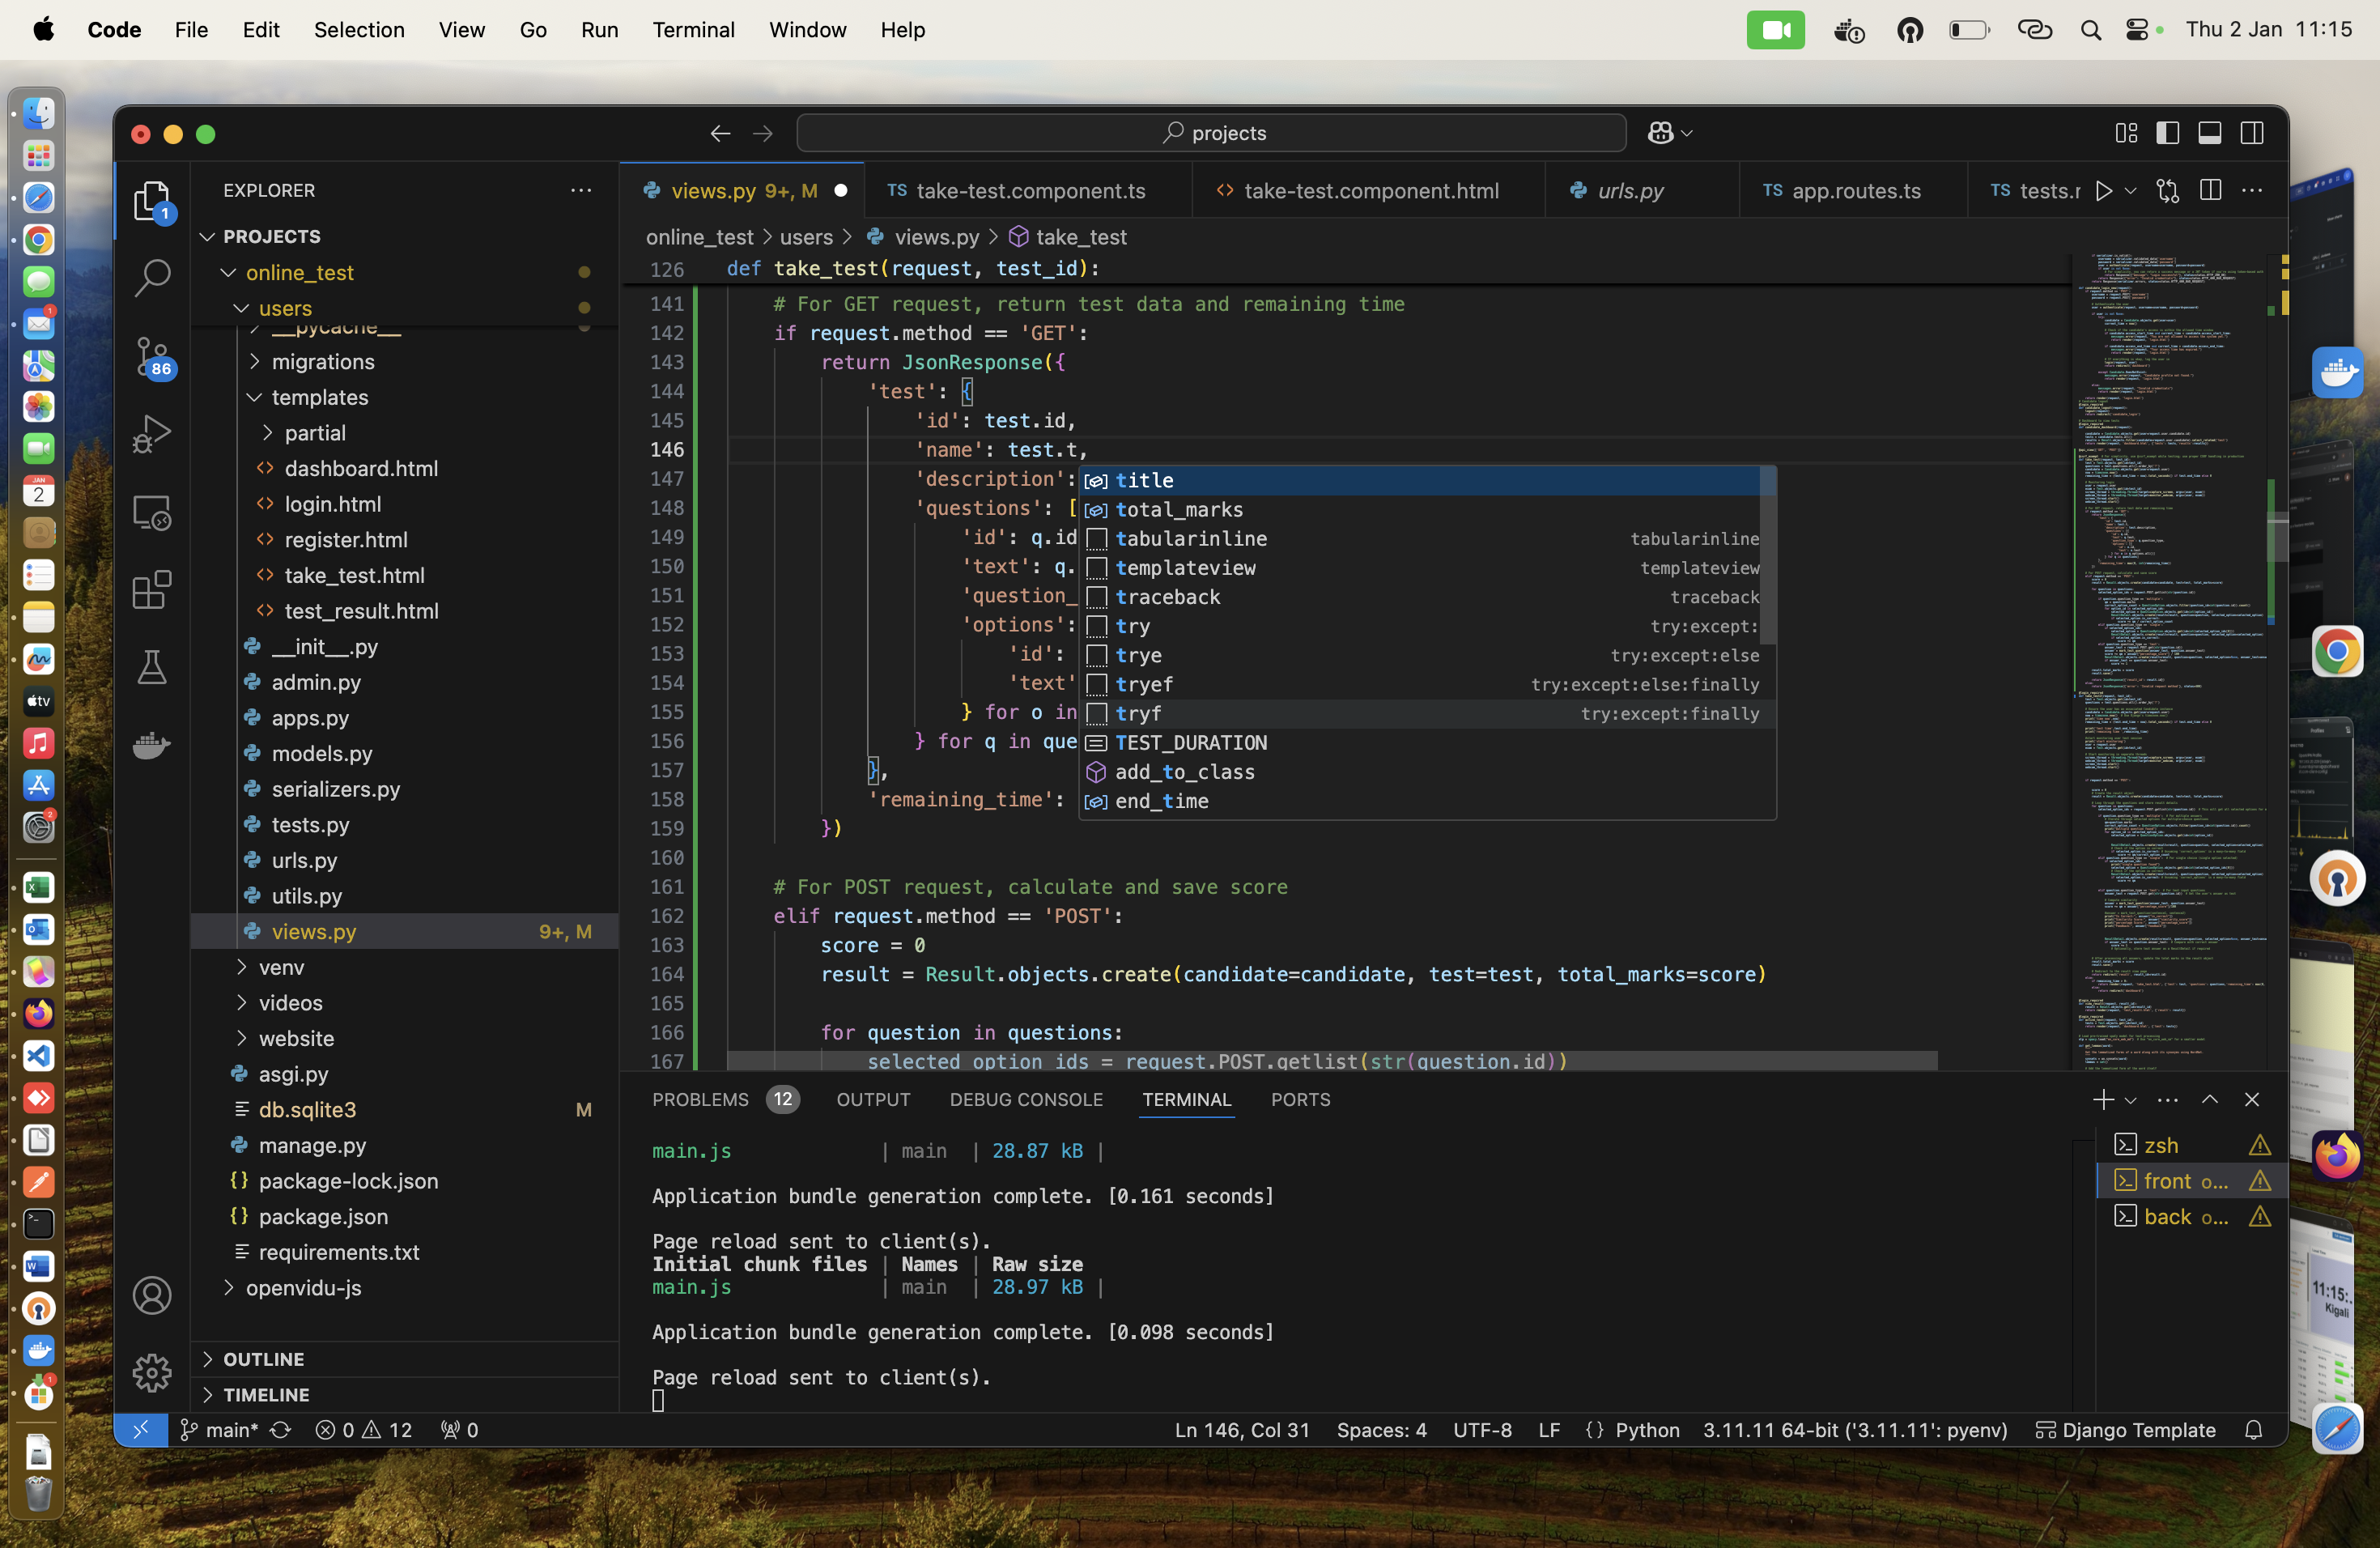 Code File Edit Selection View Go Run Terminal Window Help
Thu 2 Jan 11:15
projects
EXPLORER
PROJECTS
online_test
users
__pycache__
migrations
templates
partial
dashboard.html
login.html
register.html
take_test.html
test_result.html
__init__.py
admin.py
apps.py
models.py
serializers.py
tests.py
urls.py
utils.py
views.py 9+, M
venv
videos
website
asgi.py
db.sqlite3 M
manage.py
package-lock.json
package.json
requirements.txt
openvidu-js
OUTLINE
TIMELINE
1
86
JAN
2
1
2
1
tv
views.py 9+, M
TS take-test.component.ts
take-test.component.html
urls.py
TS app.routes.ts
TS tests.r
online_test > users > views.py > take_test
126 def take_test(request, test_id):
141 # For GET request, return test data and remaining time
142 if request.method == 'GET':
143 return JsonResponse({
144 'test': {
145 'id': test.id,
146 'name': test.t,
147 'description':
148 'questions': [
149 'id': q.id
150 'text': q.
151 'question_
152 'options':
153 'id':
154 'text'
155 } for o in
156 } for q in que
157 },
158 'remaining_time':
159 })
160
161 # For POST request, calculate and save score
162 elif request.method == 'POST':
163 score = 0
164 result = Result.objects.create(candidate=candidate, test=test, total_marks=score)
165
166 for question in questions:
167 selected_option_ids = request.POST.getlist(str(question.id))
title
total_marks
tabularinline tabularinline
templateview templateview
traceback traceback
try try:except:
trye try:except:else
tryef try:except:else:finally
tryf try:except:finally
TEST_DURATION
add_to_class
end_time
PROBLEMS 12 OUTPUT DEBUG CONSOLE TERMINAL PORTS
main.js | main | 28.87 kB |
Application bundle generation complete. [0.161 seconds]
Page reload sent to client(s).
Initial chunk files | Names | Raw size
main.js | main | 28.97 kB |
Application bundle generation complete. [0.098 seconds]
Page reload sent to client(s).
zsh
front o...
back o...
main* 0 12 0
Ln 146, Col 31 Spaces: 4 UTF-8 LF {} Python 3.11.11 64-bit ('3.11.11': pyenv) Django Template
11:15:..
Kigali